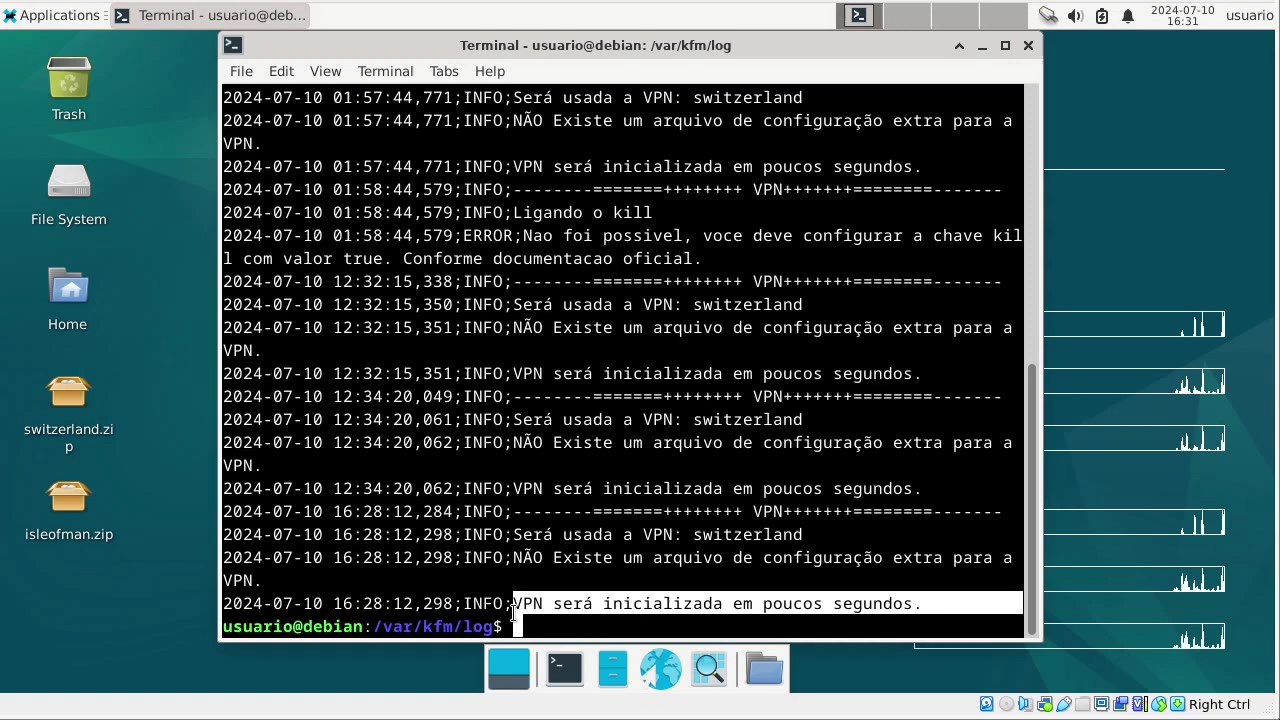 Applications
Terminal - usuario@deb...
2024-07-10
16:31
usuario
Terminal - usuario@debian: /var/kfm/log
File Edit View Terminal Tabs Help
2024-07-10 01:57:44,771;INFO;Será usada a VPN: switzerland
2024-07-10 01:57:44,771;INFO;NÃO Existe um arquivo de configuração extra para a
VPN.
2024-07-10 01:57:44,771;INFO;VPN será inicializada em poucos segundos.
2024-07-10 01:58:44,579;INFO;--------=======++++++++ VPN+++++++========-------
2024-07-10 01:58:44,579;INFO;Ligando o kill
2024-07-10 01:58:44,579;ERROR;Nao foi possivel, voce deve configurar a chave kil
l com valor true. Conforme documentacao oficial.
2024-07-10 12:32:15,338;INFO;--------=======++++++++ VPN+++++++========-------
2024-07-10 12:32:15,350;INFO;Será usada a VPN: switzerland
2024-07-10 12:32:15,351;INFO;NÃO Existe um arquivo de configuração extra para a
VPN.
2024-07-10 12:32:15,351;INFO;VPN será inicializada em poucos segundos.
2024-07-10 12:34:20,049;INFO;--------=======++++++++ VPN+++++++========-------
2024-07-10 12:34:20,061;INFO;Será usada a VPN: switzerland
2024-07-10 12:34:20,062;INFO;NÃO Existe um arquivo de configuração extra para a
VPN.
2024-07-10 12:34:20,062;INFO;VPN será inicializada em poucos segundos.
2024-07-10 16:28:12,284;INFO;--------=======++++++++ VPN+++++++========-------
2024-07-10 16:28:12,298;INFO;Será usada a VPN: switzerland
2024-07-10 16:28:12,298;INFO;NÃO Existe um arquivo de configuração extra para a
VPN.
2024-07-10 16:28:12,298;INFO;VPN será inicializada em poucos segundos.
usuario@debian:/var/kfm/log$
Trash
File System
Home
switzerland.zi
p
isleofman.zip
Right Ctrl